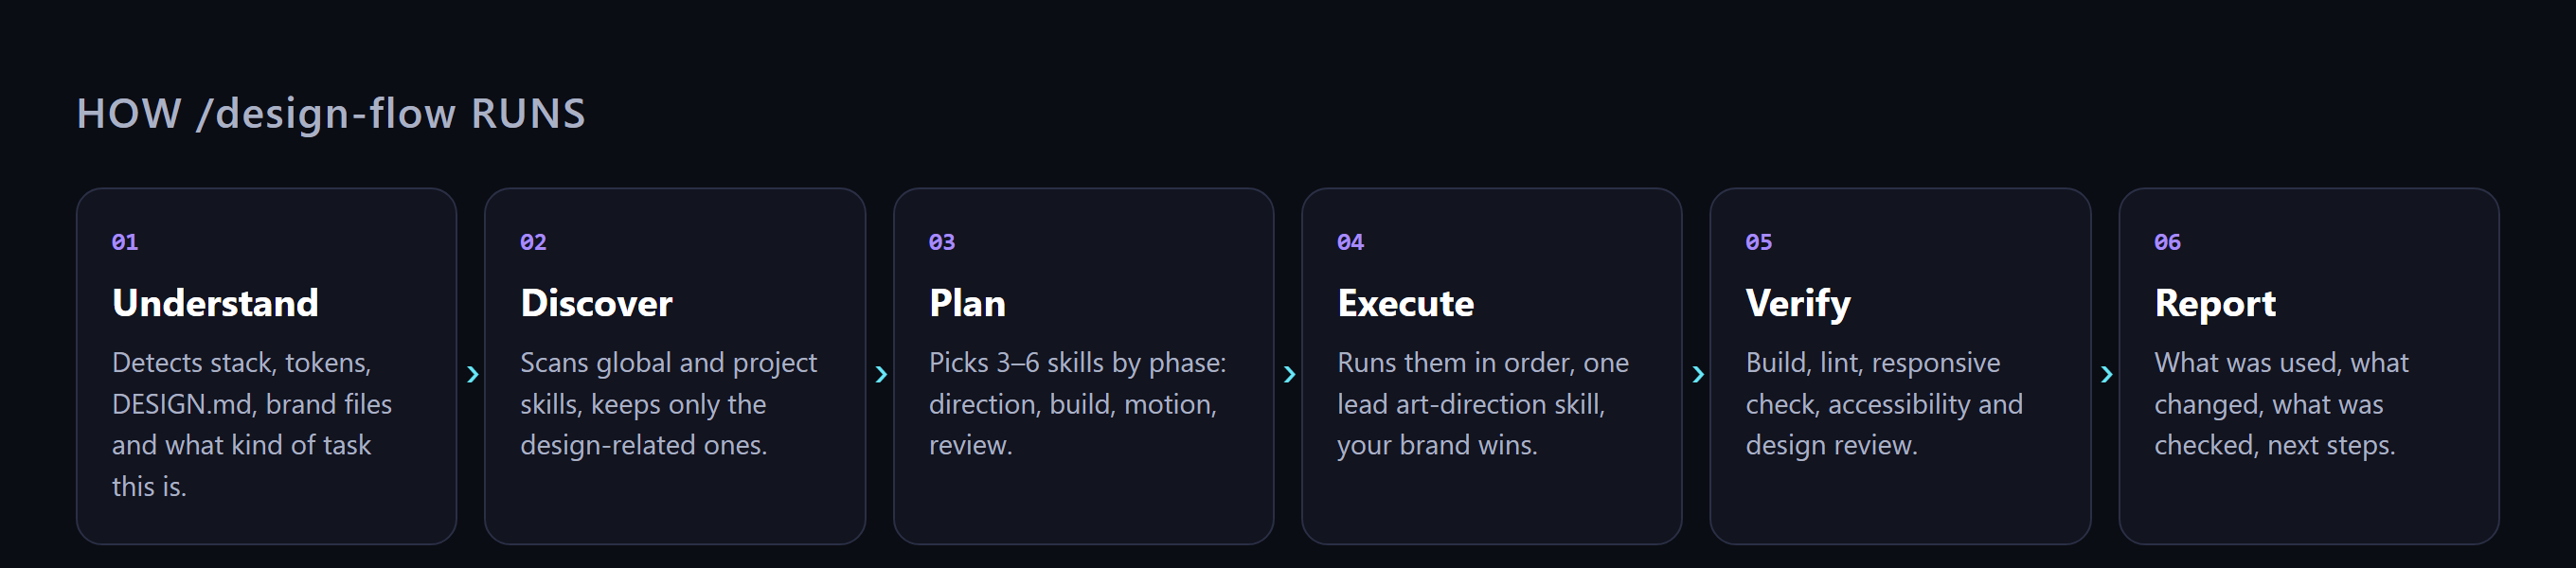 HOW /design-flow RUNS
01
Understand
Detects stack, tokens,
DESIGN.md, brand files
and what kind of task
this is.
›
02
Discover
Scans global and project
skills, keeps only the
design-related ones.
›
03
Plan
Picks 3–6 skills by phase:
direction, build, motion,
review.
›
04
Execute
Runs them in order, one
lead art-direction skill,
your brand wins.
›
05
Verify
Build, lint, responsive
check, accessibility and
design review.
›
06
Report
What was used, what
changed, what was
checked, next steps.